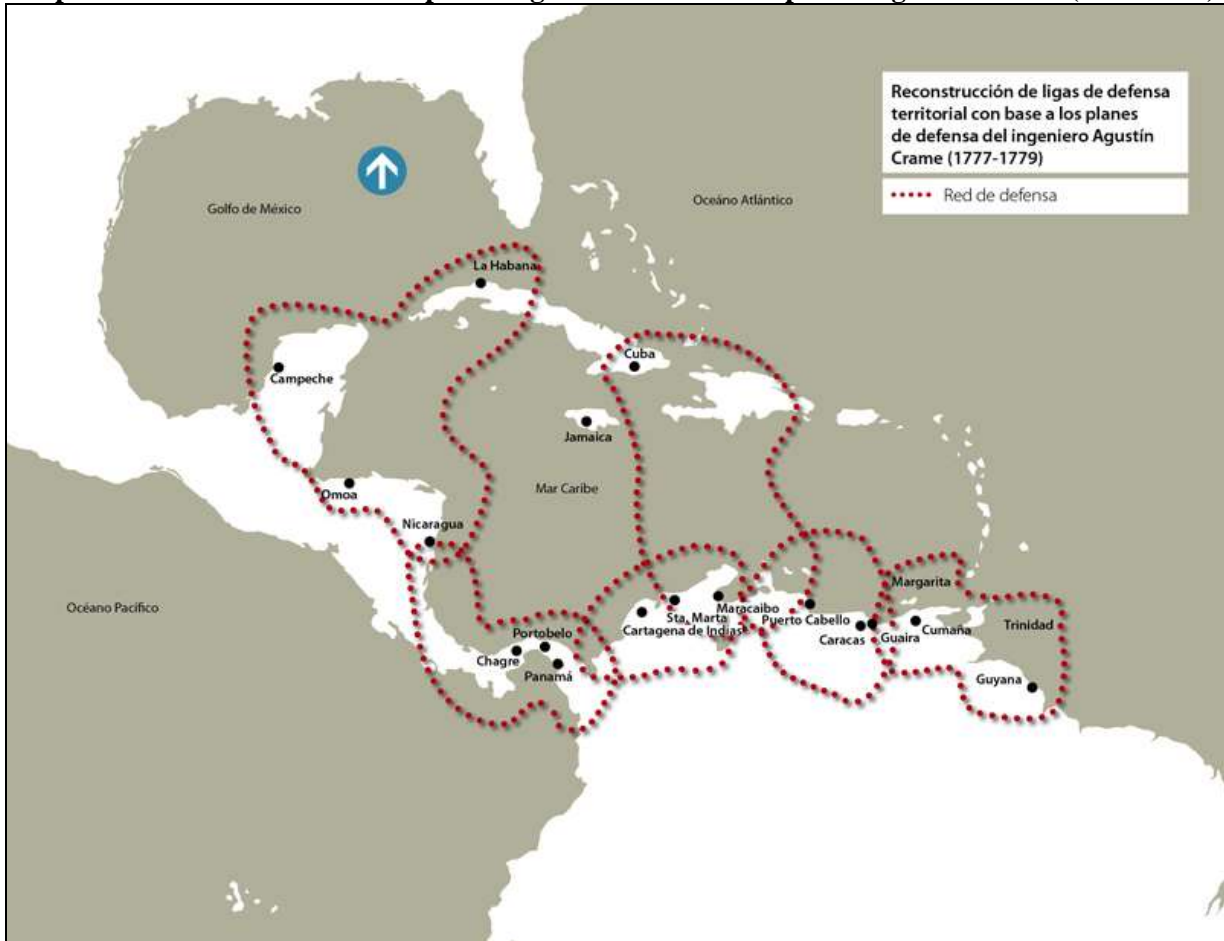 Reconstrucción de ligas de defensa
territorial con base a los planes
de defensa del ingeniero Agustín
Crame (1777-1779)
Red de defensa
Golfo de México
Oceáno Atlántico
La Habana
Cuba
Campeche
Jamaica
Mar Caribe
Omoa
Nicaragua
Margarita
Océano Pacífico
Maracaibo
Sta. Marta
Puerto Cabello
Cartagena de Indias
Caracas
Guaira
Cumaña
Trinidad
Portobelo
Chagre
Panamá
Guyana